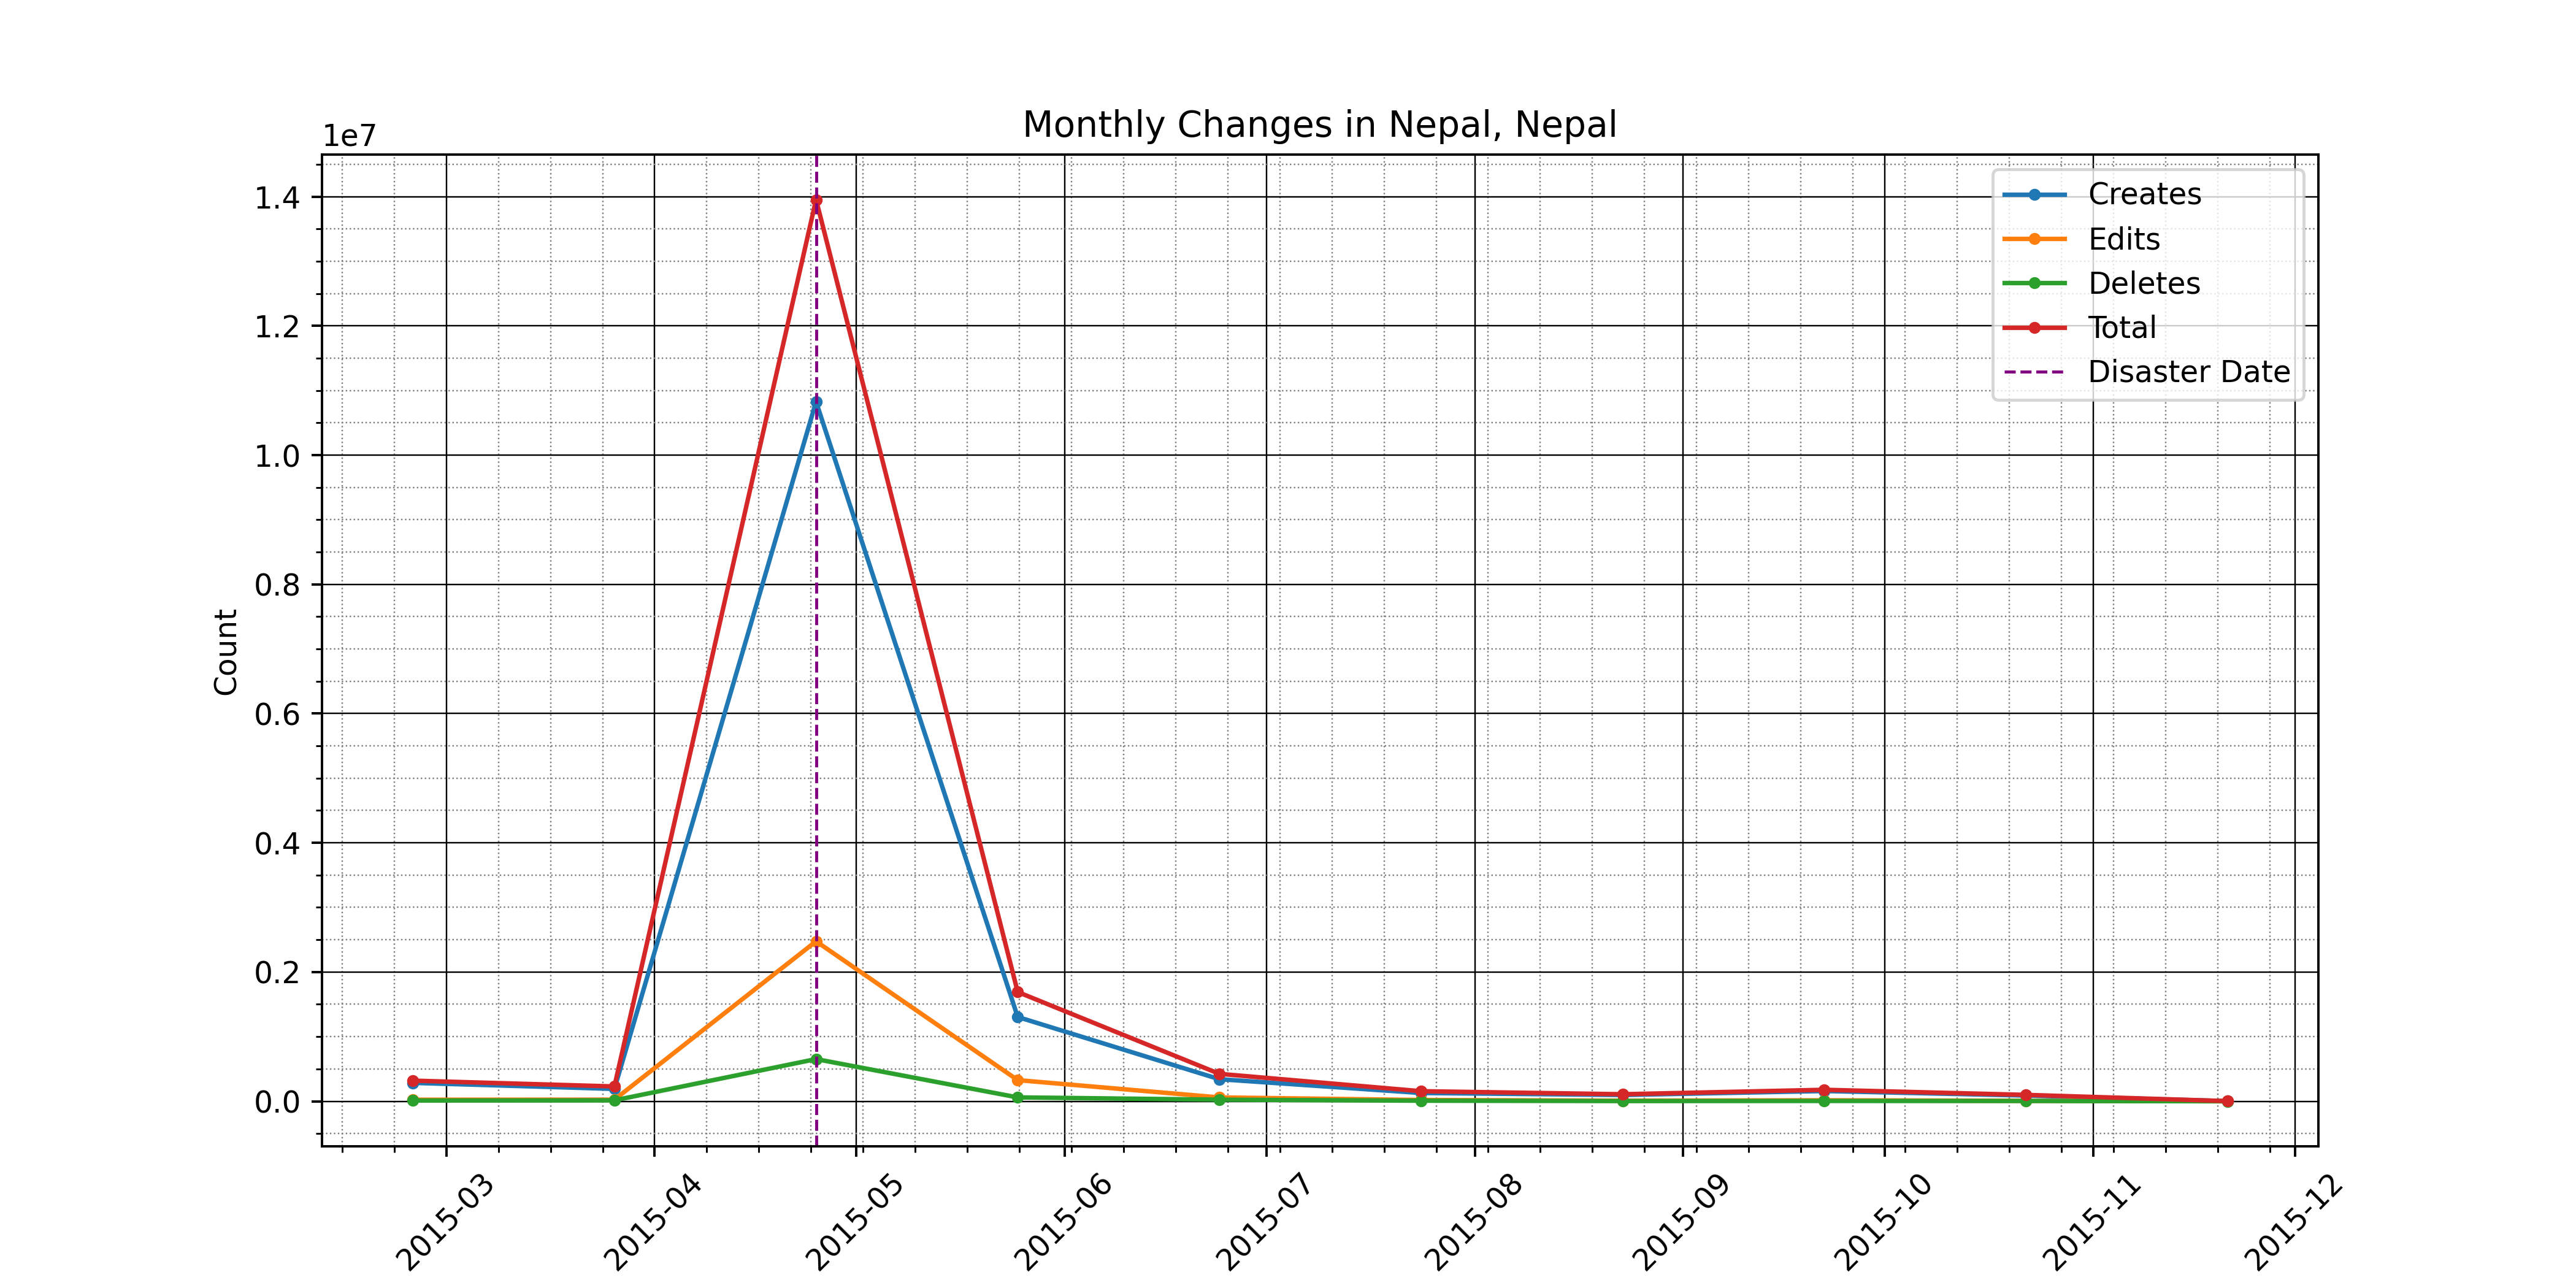 Monthly Changes in Nepal, Nepal
1e7
1.4
1.2
1.0
0.8
0.6
0.4
0.2
0.0
Count
Creates
Edits
Deletes
Total
Disaster Date
2015-03
2015-04
2015-05
2015-06
2015-07
2015-08
2015-09
2015-10
2015-11
2015-12